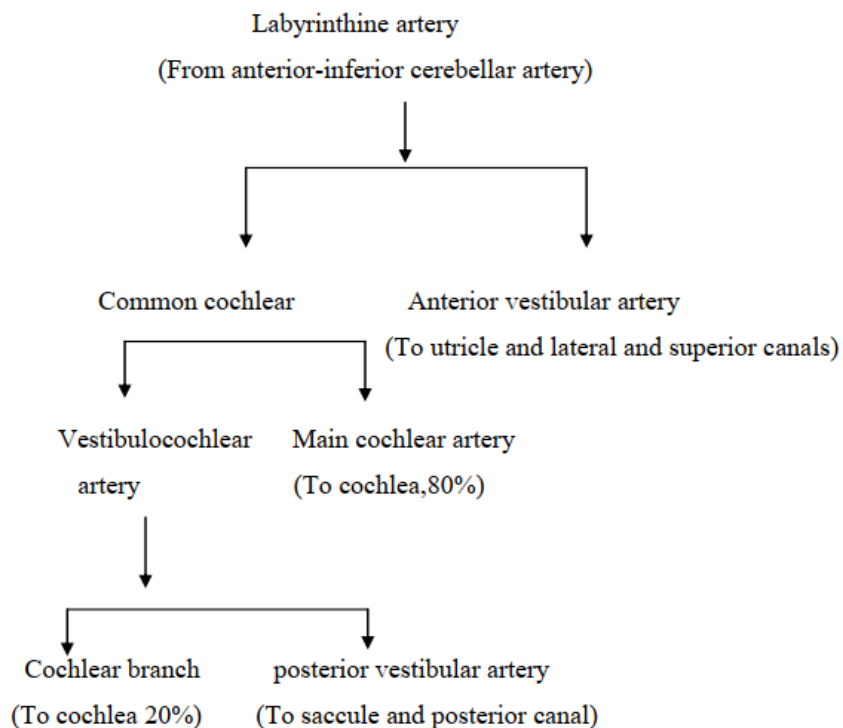 Labyrinthine artery
(From anterior-inferior cerebellar artery)
Common cochlear
Anterior vestibular artery
(To utricle and lateral and superior canals)
Vestibulocochlear
artery
Main cochlear artery
(To cochlea,80%)
Cochlear branch
(To cochlea 20%)
posterior vestibular artery
(To saccule and posterior canal)